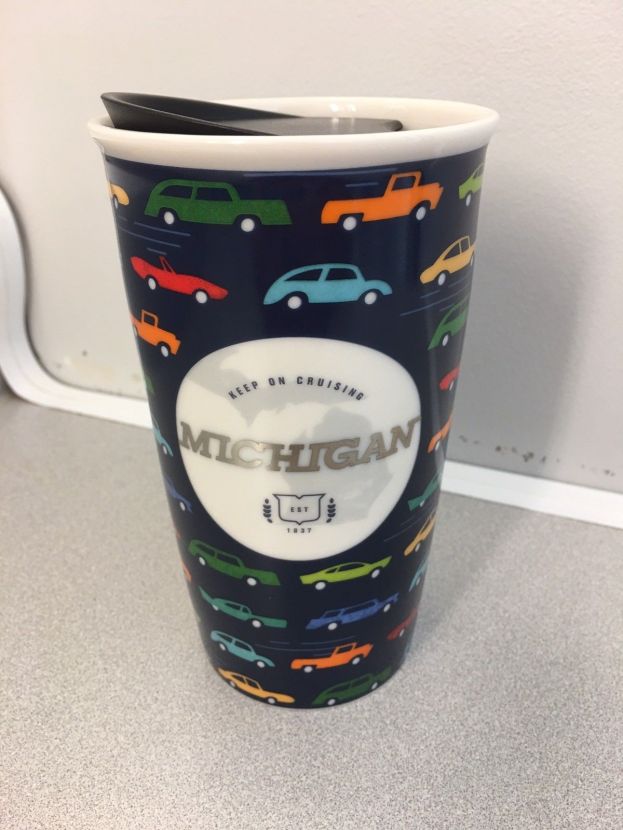 KEEP ON CRUISING
MICHIGAN
EST
1837